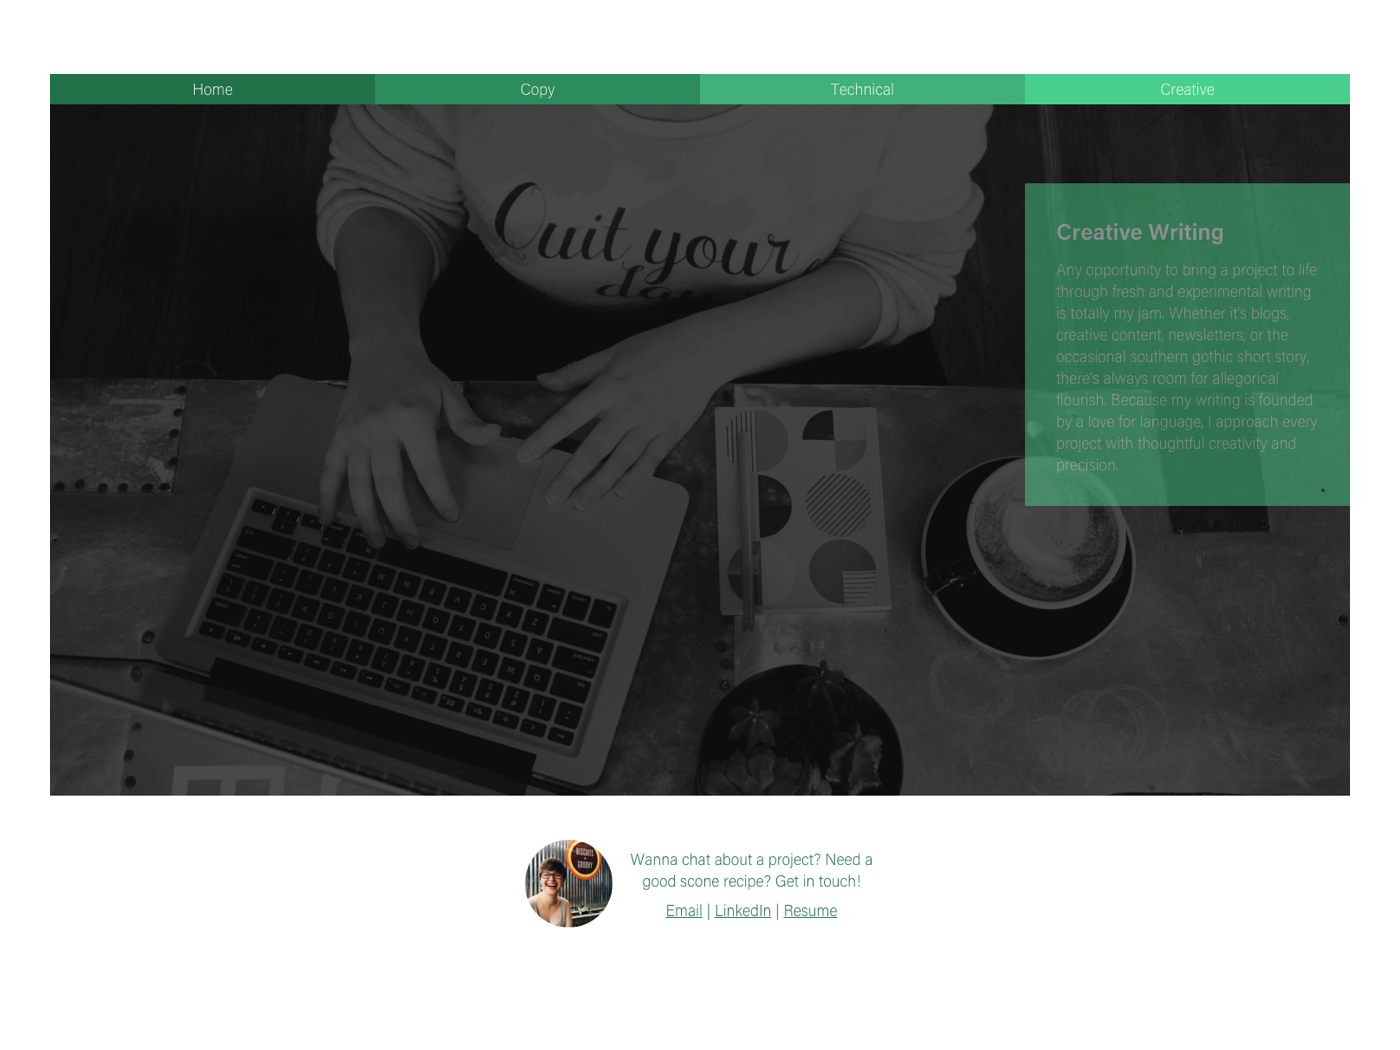 Home
Copy
Technical
Creative
Quit your
day
Creative Writing
Any opportunity to bring a project to life
through fresh and experimental writing
is totally my jam. Whether it's blogs,
creative content, newsletters, or the
occasional southern gothic short story,
there's always room for allegorical
flourish. Because my writing is founded
by a love for language, I approach every
project with thoughtful creativity and
precision.
BISCUITS
GROOVY
Wanna chat about a project? Need a
good scone recipe? Get in touch!
Email | LinkedIn | Resume